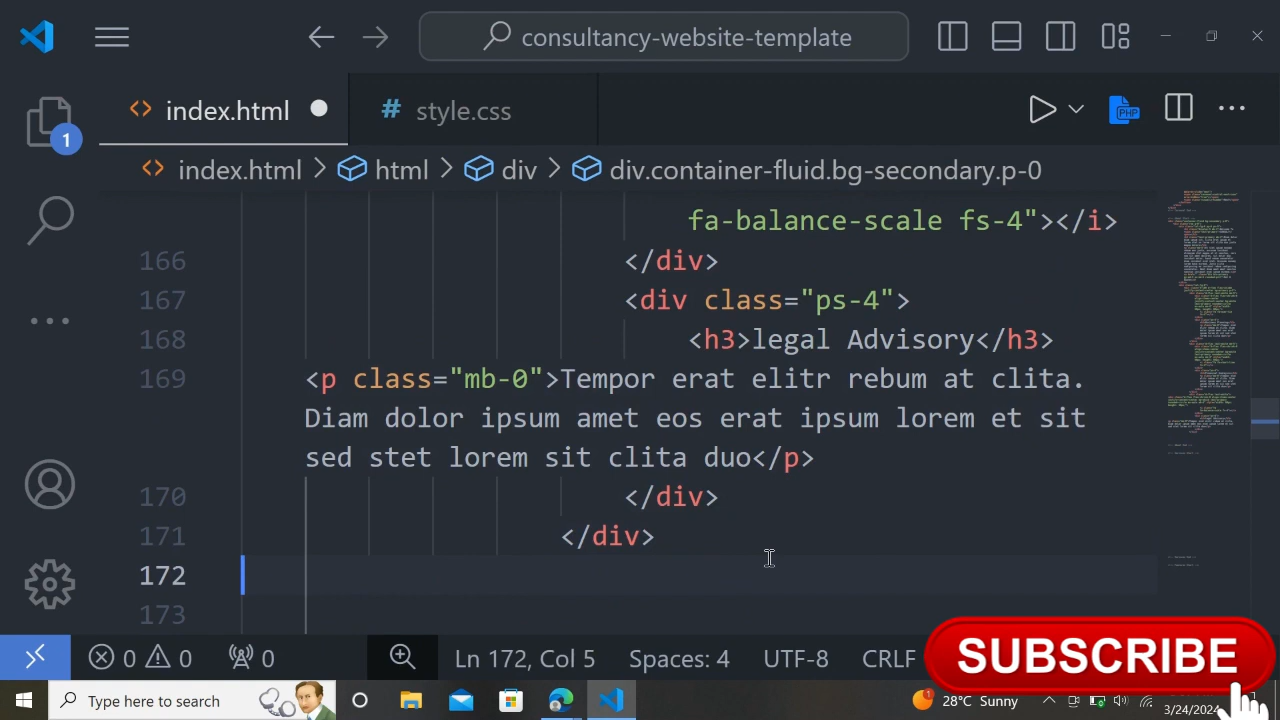 consultancy-website-template
index.html
# style.css
PHP
1
index.html > html > div > div.container-fluid.bg-secondary.p-0
fa-balance-scale fs-4"></i>
166 </div>
167 <div class="ps-4">
168 <h3>legal Advisory</h3>
169 <p class="mb-0">Tempor erat elitr rebum at clita.
Diam dolor ipsum amet eos erat ipsum lorem et sit
sed stet lorem sit clita duo</p>
170 </div>
171 </div>
172
173
0 0 0 Ln 172, Col 5 Spaces: 4 UTF-8 CRLF
SUBSCRIBE
Type here to search
1
28°C Sunny
3/24/2024